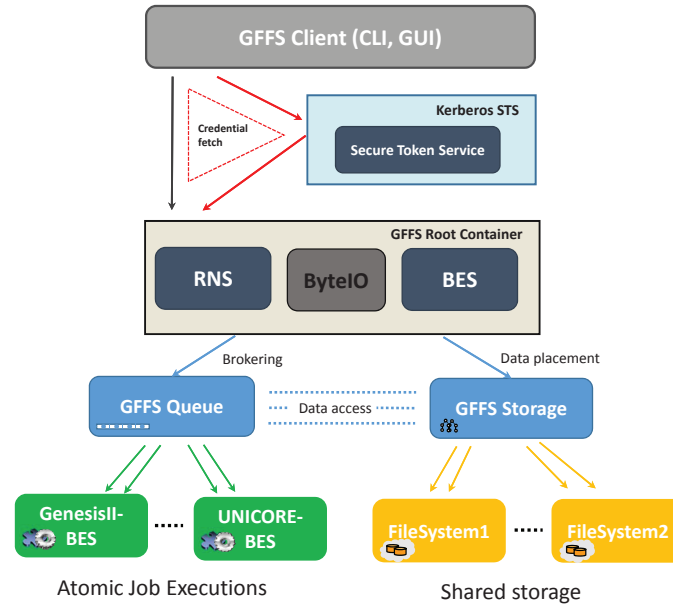 GFFS Client (CLI, GUI)
Kerberos STS
Credential
fetch
Secure Token Service
GFFS Root Container
RNS
ByteIO
BES
Brokering
Data placement
GFFS Queue
Data access
GFFS Storage
GenesisII-
BES
UNICORE-
BES
FileSystem1
FileSystem2
Atomic Job Executions
Shared storage